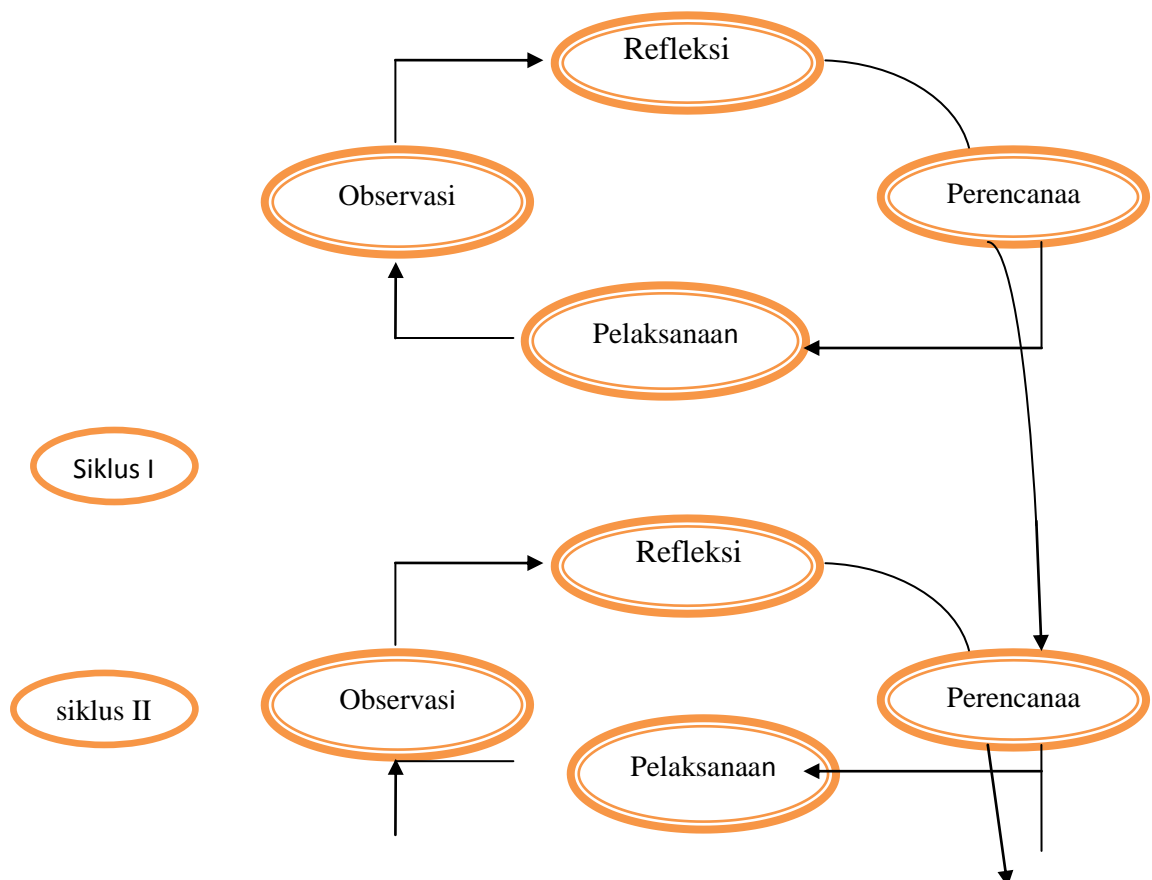 Refleksi
Observasi
Perencanaa
Pelaksanaan
Siklus I
Refleksi
Observasi
Perencanaa
siklus II
Pelaksanaan